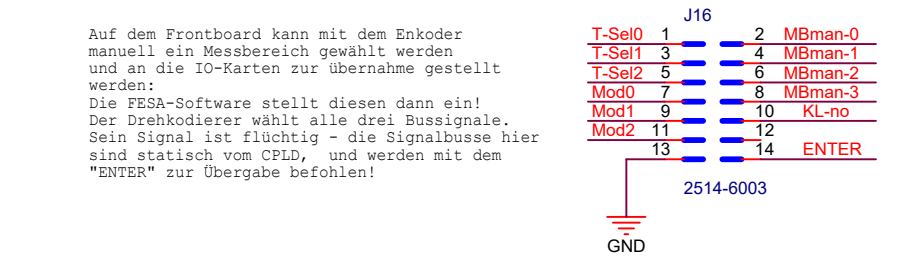 Auf dem Frontboard kann mit dem Enkoder
manuell ein Messbereich gewählt werden
und an die IO-Karten zur übernahme gestellt
werden:
Die FESA-Software stellt diesen dann ein!
Der Drehkodierer wählt alle drei Bussignale.
Sein Signal ist flüchtig - die Signalbusse hier
sind statisch vom CPLD,  und werden mit dem
"ENTER" zur Übergabe befohlen!
J16
T-Sel0 1 2 MBman-0
T-Sel1 3 4 MBman-1
T-Sel2 5 6 MBman-2
Mod0 7 8 MBman-3
Mod1 9 10 KL-no
Mod2 11 12
13 14 ENTER
2514-6003
GND